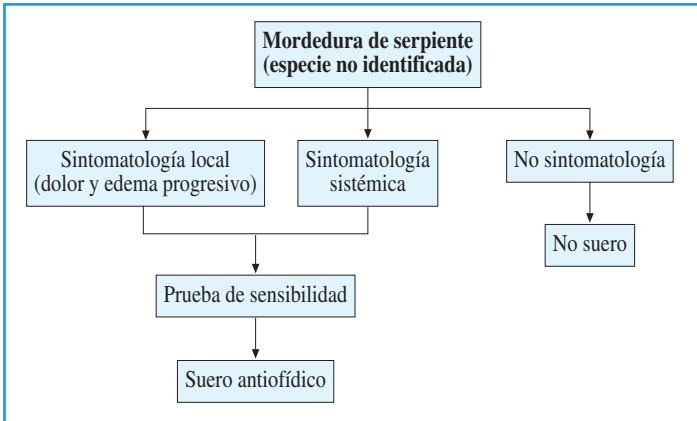 Mordedura de serpiente
(especie no identificada)
Sintomatología local
(dolor y edema progresivo)
Sintomatología
sistémica
No sintomatología
No suero
Prueba de sensibilidad
Suero antiofídico